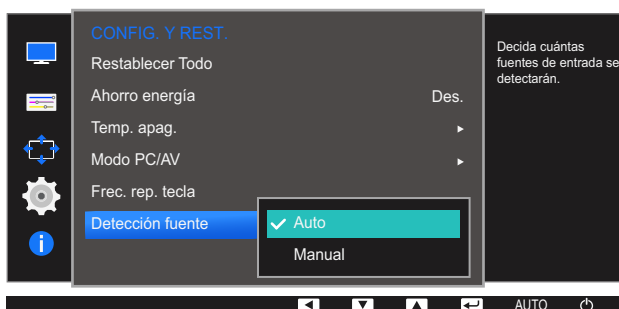 CONFIG. Y REST.
Restablecer Todo
Ahorro energía Des.
Temp. apag.
Modo PC/AV
Frec. rep. tecla
Detección fuente
Auto
Manual
Decida cuántas
fuentes de entrada se
detectarán.
AUTO